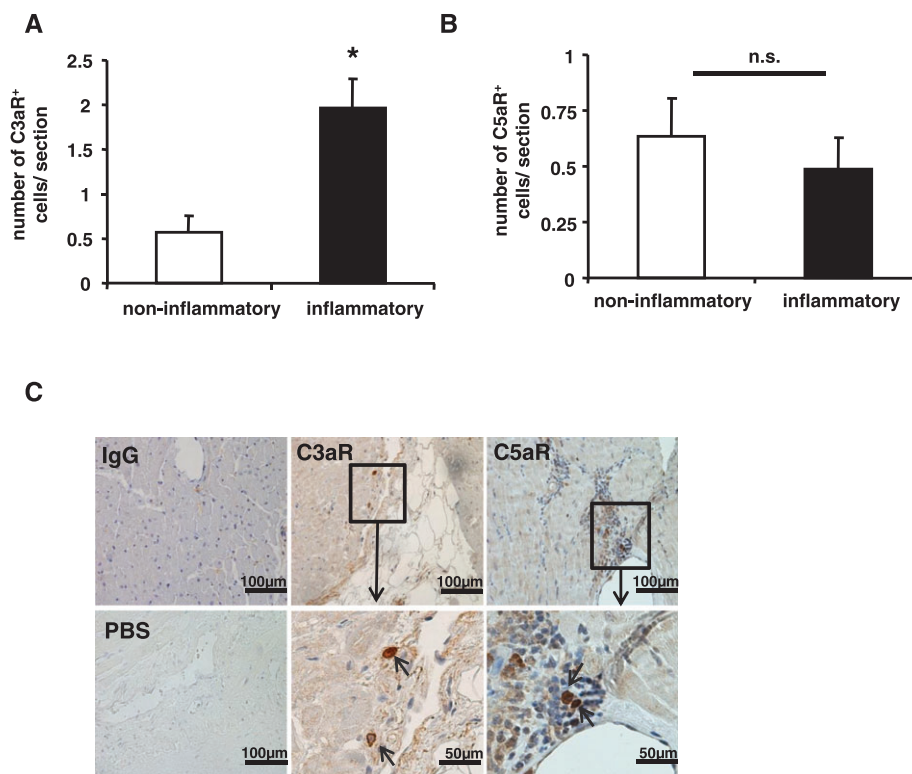 A
number of C3aR+
cells/ section
2.5
2
1.5
1
0.5
0
*
non-inflammatory
inflammatory
B
number of C5aR+
cells/ section
1
0.75
0.5
0.25
0
n.s.
non-inflammatory
inflammatory
C
IgG
100µm
C3aR
100µm
C5aR
100µm
PBS
100µm
50µm
50µm